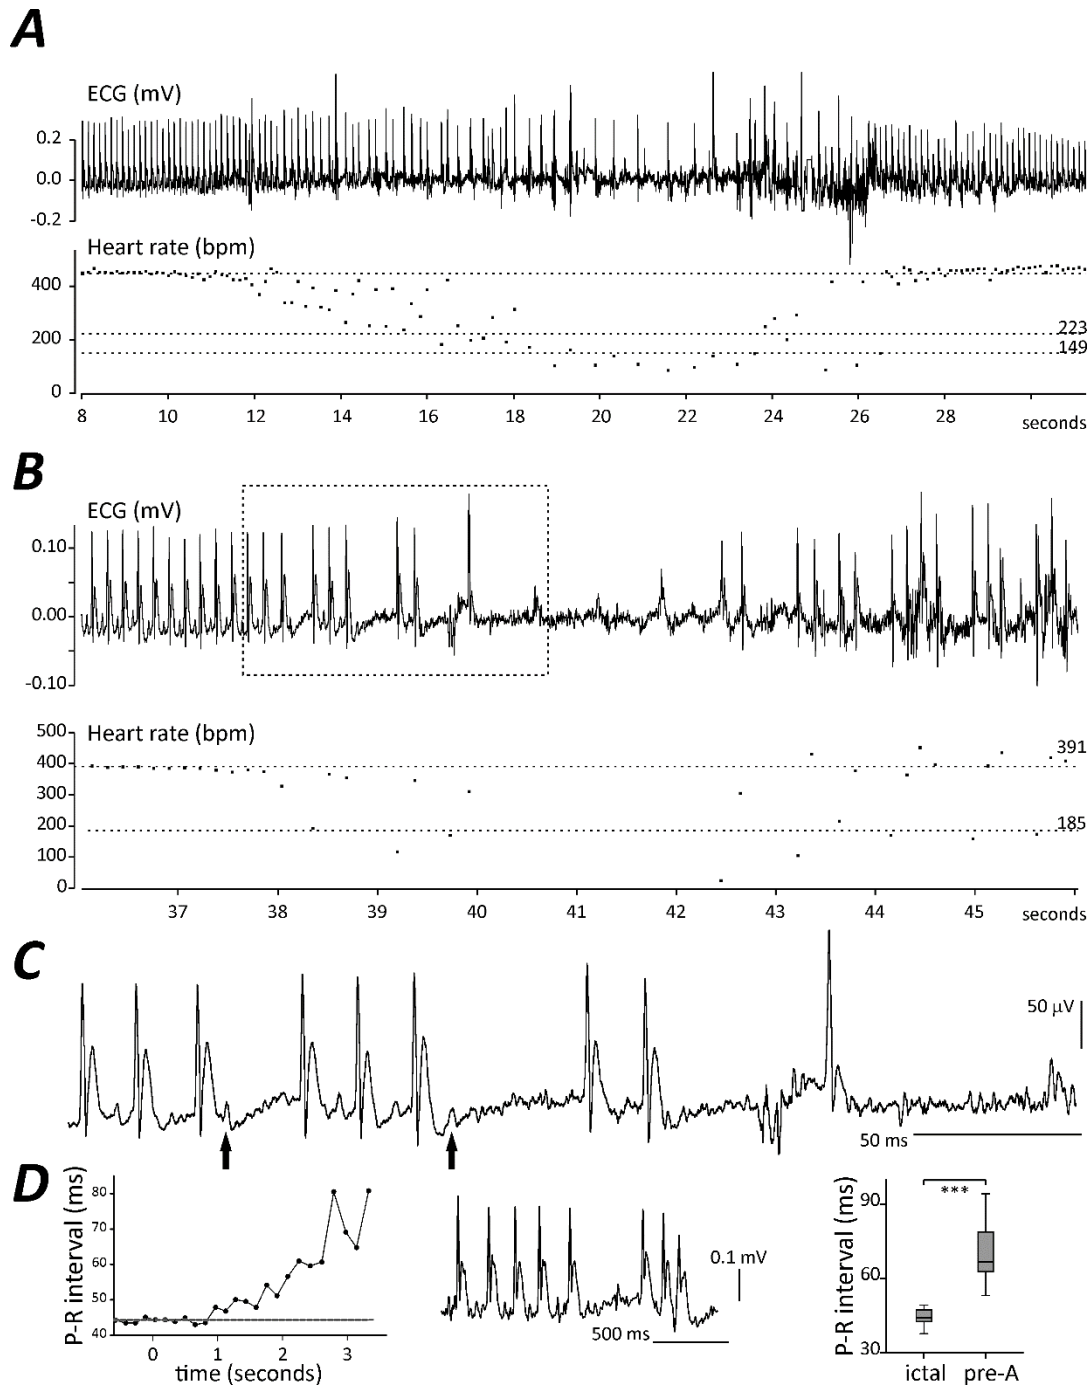 A
ECG (mV)
0.2
0.0
-0.2
Heart rate (bpm)
400
223
200
149
0
8 10 12 14 16 18 20 22 24 26 28
seconds
B
ECG (mV)
0.10
0.00
-0.10
500
Heart rate (bpm)
391
400
300
200
185
100
0
37 38 39 40 41 42 43 44 45 seconds
C
50 µV
50 ms
D
P-R interval (ms)
80
70
60
50
40
0 1 2 3
time (seconds)
0.1 mV
500 ms
P-R interval (ms)
90
60
30
***
ictal pre-A